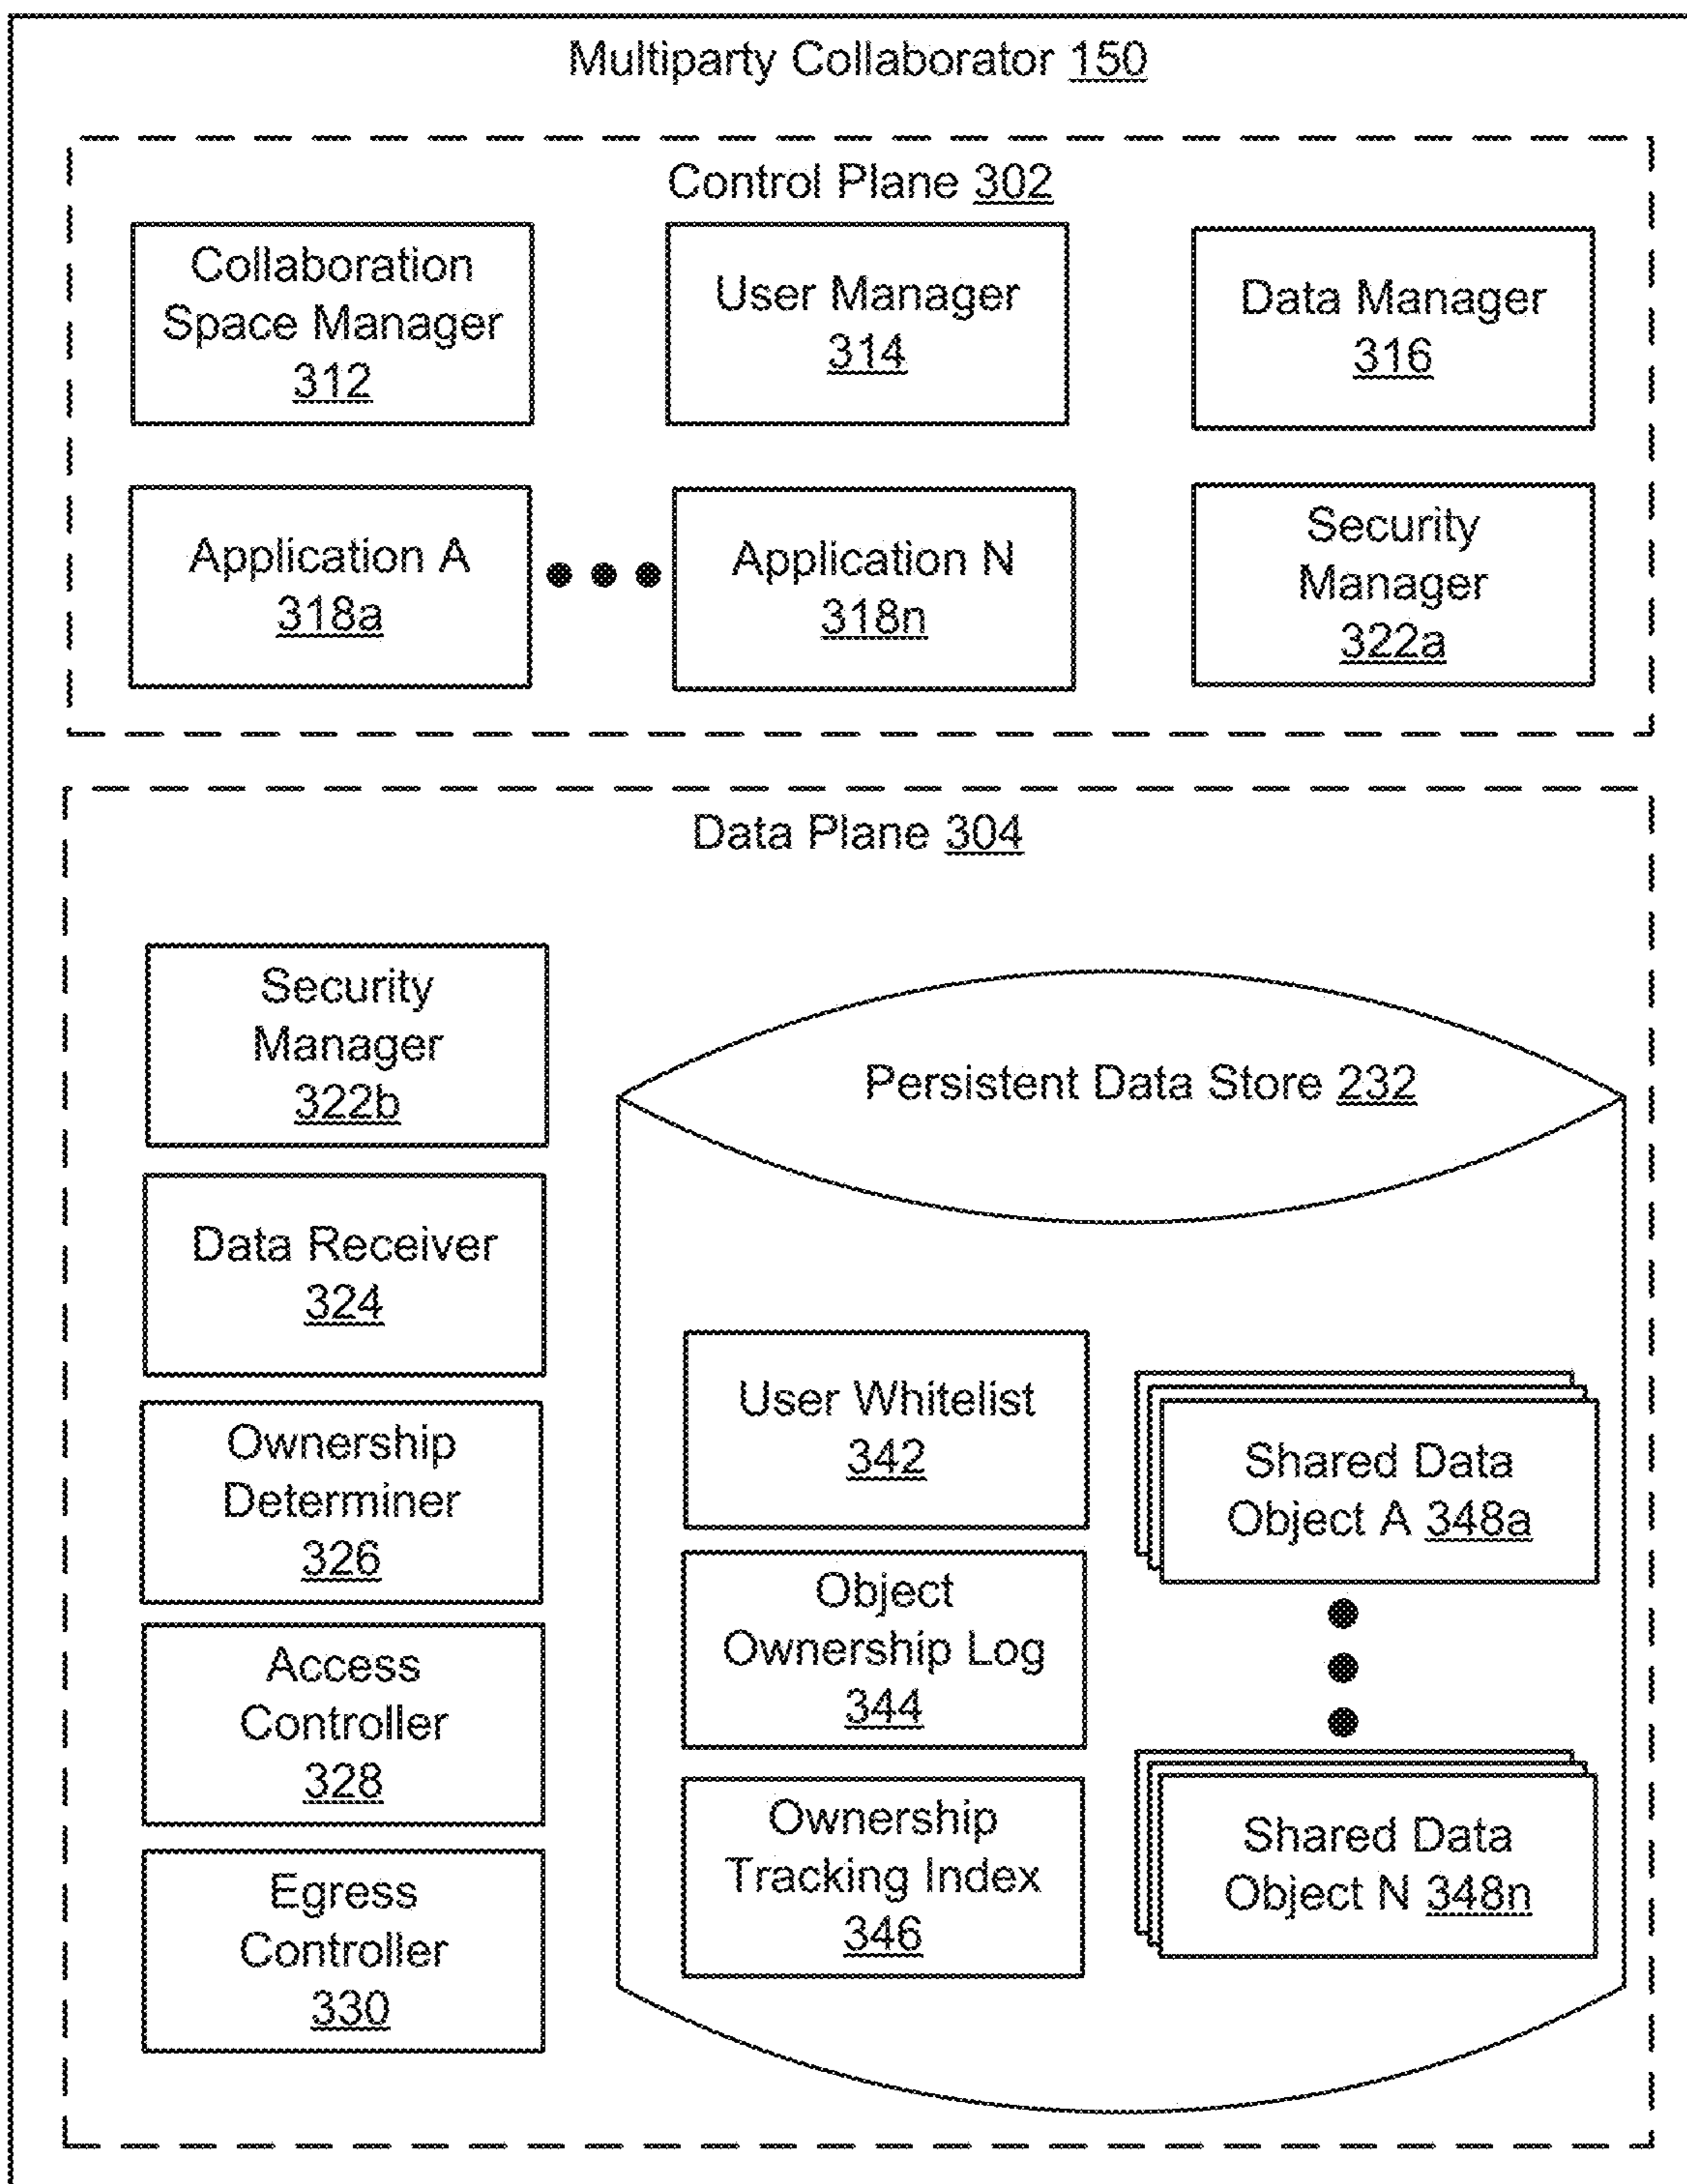 Multiparty Collaborator 150
Control Plane 302
Collaboration
Space Manager
312
User Manager
314
Data Manager
316
Application A
318a
Application N
318n
Security
Manager
322a
Data Plane 304
Security
Manager
322b
Data Receiver
324
Ownership
Determiner
326
Access
Controller
328
Egress
Controller
330
Persistent Data Store 232
User Whitelist
342
Object
Ownership Log
344
Ownership
Tracking Index
346
Shared Data
Object A 348a
Shared Data
Object N 348n